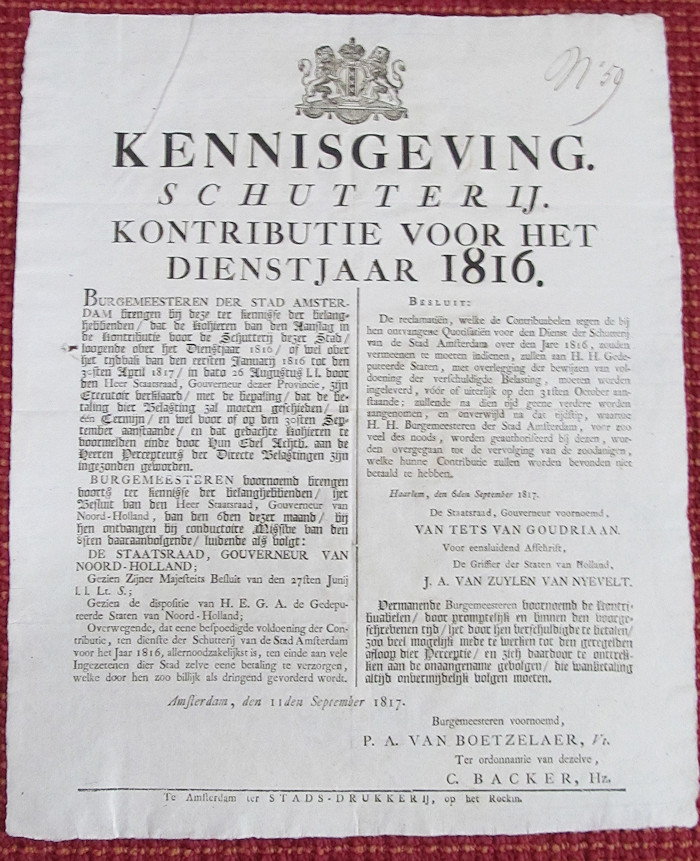 N°. 59
KENNISGEVING.
SCHUTTERIJ.
KONTRIBUTIE VOOR HET
DIENSTJAAR 1816.
BURGEMEESTEREN DER STAD AMSTER-
DAM brengen bij deze ter kennisse der belang-
hebbenden / dat de kohieren van den Aanslag in
de Kontributie voor de Schutterij dezer Stad /
loopende over het Dienstjaar 1816 / of wel over
het tijdvak van den eersten Januarij 1816 tot den
30sten April 1817 / in dato 26 Augustus l.l. door
den Heer Staatsraad, Gouverneur dezer Provincie, zijn
Executoir verklaard / met de bepaling / dat de be-
taling dier Belasting zal moeten geschieden / in
één Termijn / en wel voor of op den 30sten Sep-
tember aanstaande / en dat gedachte kohieren te
voormelden einde door Hun Edel Achtb. aan de
Heeren Percepteurs der Directe Belastingen zijn
ingezonden geworden.
BURGEMEESTEREN voornoemd brengen
voorts ter kennisse der belanghebbenden / het
Besluit van den Heer Staatsraad, Gouverneur van
Noord-Holland, van den 6den dezer maand / bij
hen ontvangen bij conductoire Missive van den
8sten daaraanvolgende / luidende als volgt:
DE STAATSRAAD, GOUVERNEUR VAN
NOORD-HOLLAND;
Gezien Zijner Majesteits Besluit van den 27sten Junij
l. l. Lt. S.;
Gezien de dispositie van H. E. G. A. de Gedepu-
teerde Staten van Noord-Holland;
Overwegende, dat eene bespoedigde voldoening der Con-
tributie, ten dienste der Schutterij van de Stad Amsterdam
voor het Jaar 1816, allernoodzakelijkst is, ten einde aan vele
Ingezetenen dier Stad zelve eene betaling te verzorgen,
welke door hen zoo billijk als dringend gevorderd wordt.
BESLUIT:
De reclamatiën, welke de Contribuabelen tegen de bij
hen ontvangene Quotisatiën voor den Dienst der Schutterij
van de Stad Amsterdam over den Jare 1816, zouden
vermeenen te moeten indienen, zullen aan H. H. Gede-
puteerde Staten, met overlegging der bewijzen van vol-
doening der verschuldigde Belasting, moeten worden
ingeleverd, vóór of uiterlijk op den 31sten October aan-
staande: zullende na dien tijd geene verdere worden
aangenomen, en onverwijld na dat tijdstip, waarna
H. H. Burgemeesteren der Stad Amsterdam, voor zoo
veel des noods, worden geauthoriseerd bij dezen, wor-
den overgegaan tot de vervolging van de zoodanigen,
welke hunne Contributie zullen worden bevonden niet
betaald te hebben.
Haarlem, den 6den September 1817.
De Staatsraad, Gouverneur voornoemd,
VAN TETS VAN GOUDRIAAN.
Voor eensluidend Affschrift,
De Griffier der Staten van Holland,
J. A. VAN ZUYLEN VAN NYEVELT.
Vermanende Burgemeesteren voornoemd de Kontri-
buabelen / door promptelijk en binnen den voorge-
schrevenen tijd / het door hen verschuldigde te betalen /
zoo veel mogelijk mede te werken tot den geregelden
afloop dier Perceptie / en zich daardoor te onttrek-
ken aan de onaangename gevolgen / die wanbetaling
altijd onvermijdelijk volgen moeten.
Amsterdam, den 11den September 1817.
Burgemeesteren voornoemd,
P. A. VAN BOETZELAER, Vt.
Ter ordonnantie van dezelve,
C. BACKER, Hz.
Te Amsterdam ter STADS-DRUKKERIJ, op het Rockin.